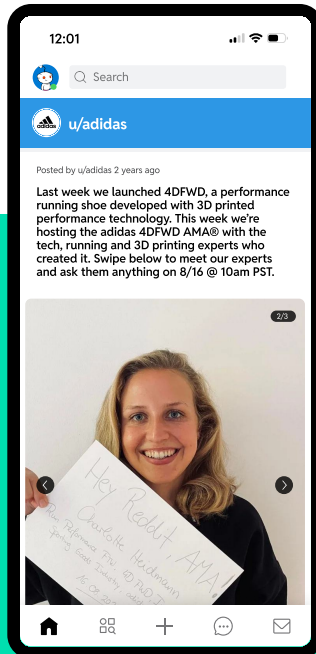 12:01
Search
adidas
u/adidas
Posted by u/adidas 2 years ago
Last week we launched 4DFWD, a performance
running shoe developed with 3D printed
performance technology. This week we're
hosting the adidas 4DFWD AMA® with the
tech, running and 3D printing experts who
created it. Swipe below to meet our experts
and ask them anything on 8/16 @ 10am PST.
2/3
Hey Reddit, AMA!
Charlotte Heidmann